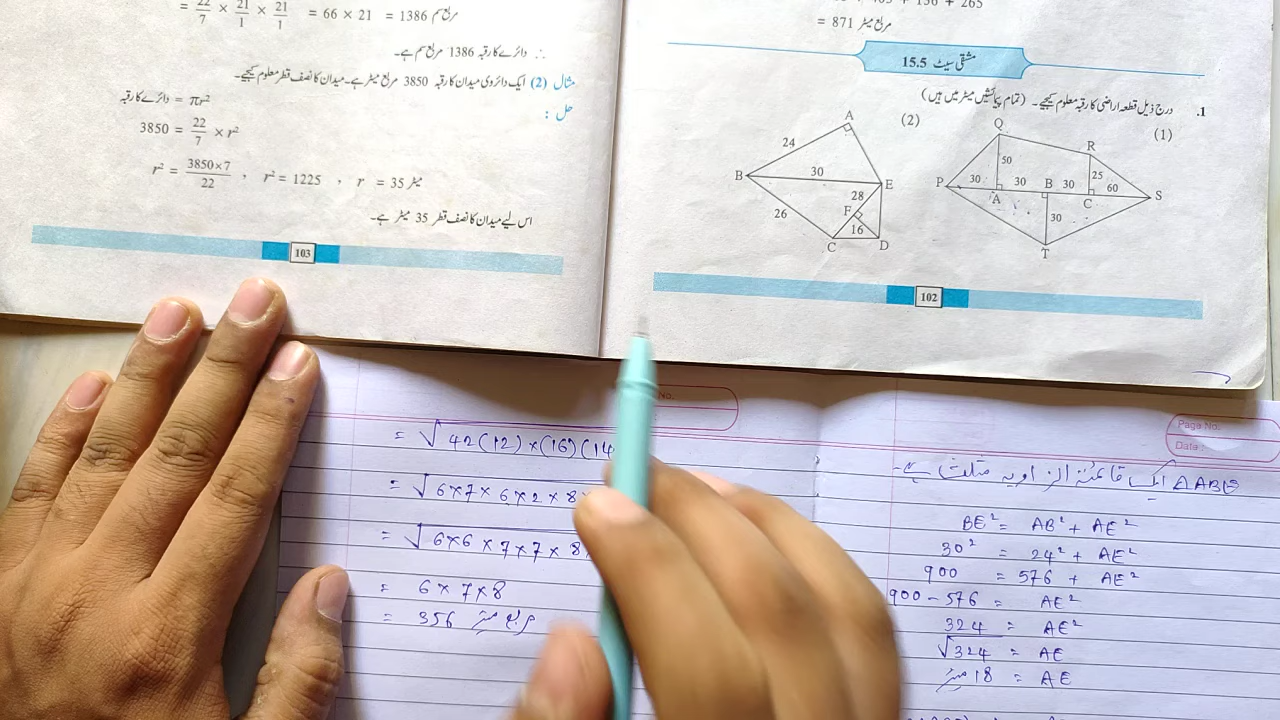 = 22/7 × 21/1 × 21/1 = 66 × 21 = 1386 مربع سم
∴ دائرے کا رقبہ 1386 مربع سم ہے۔
مثال (2) ایک دائروی میدان کا رقبہ 3850 مربع میٹر ہے۔ میدان کا نصف قطر معلوم کیجیے۔
حل :
دائرے کا رقبہ = πr²
3850 = 22/7 × r²
r² = 3850×7/22 , r² = 1225 , r = 35 میٹر
اس لیے میدان کا نصف قطر 35 میٹر ہے۔
103
+ 156 + 265
= 871 مربع میٹر
مشقی سیٹ 15.5
1. درج ذیل قطعہ اراضی کا رقبہ معلوم کیجیے۔ (تمام پیمائشیں میٹر میں ہیں)
(1)
Q
R
50
25
P 30 30 B 30 60 S
A C
30
T
(2)
A
24
B 30 E
28
26 F
16
C D
102
No.
= √42(12)×(16)(14
= √6×7×6×2×8
= √6×6×7×7×8
= 6×7×8
= 356 مربع میٹر
Page No.
Date :
ΔABE ایک قائمۃ الزاویہ مثلث ہے۔
BE² = AB² + AE²
30² = 24² + AE²
900 = 576 + AE²
900 - 576 = AE²
324 = AE²
√324 = AE
میٹر 18 = AE